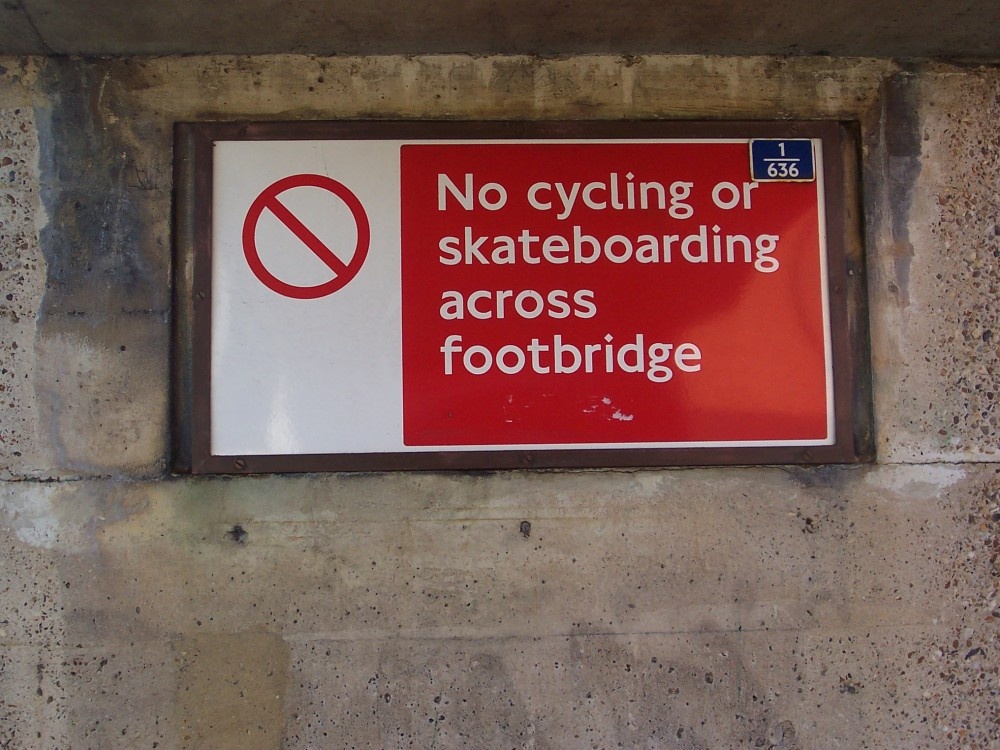 1
636
No cycling or
skateboarding
across
footbridge